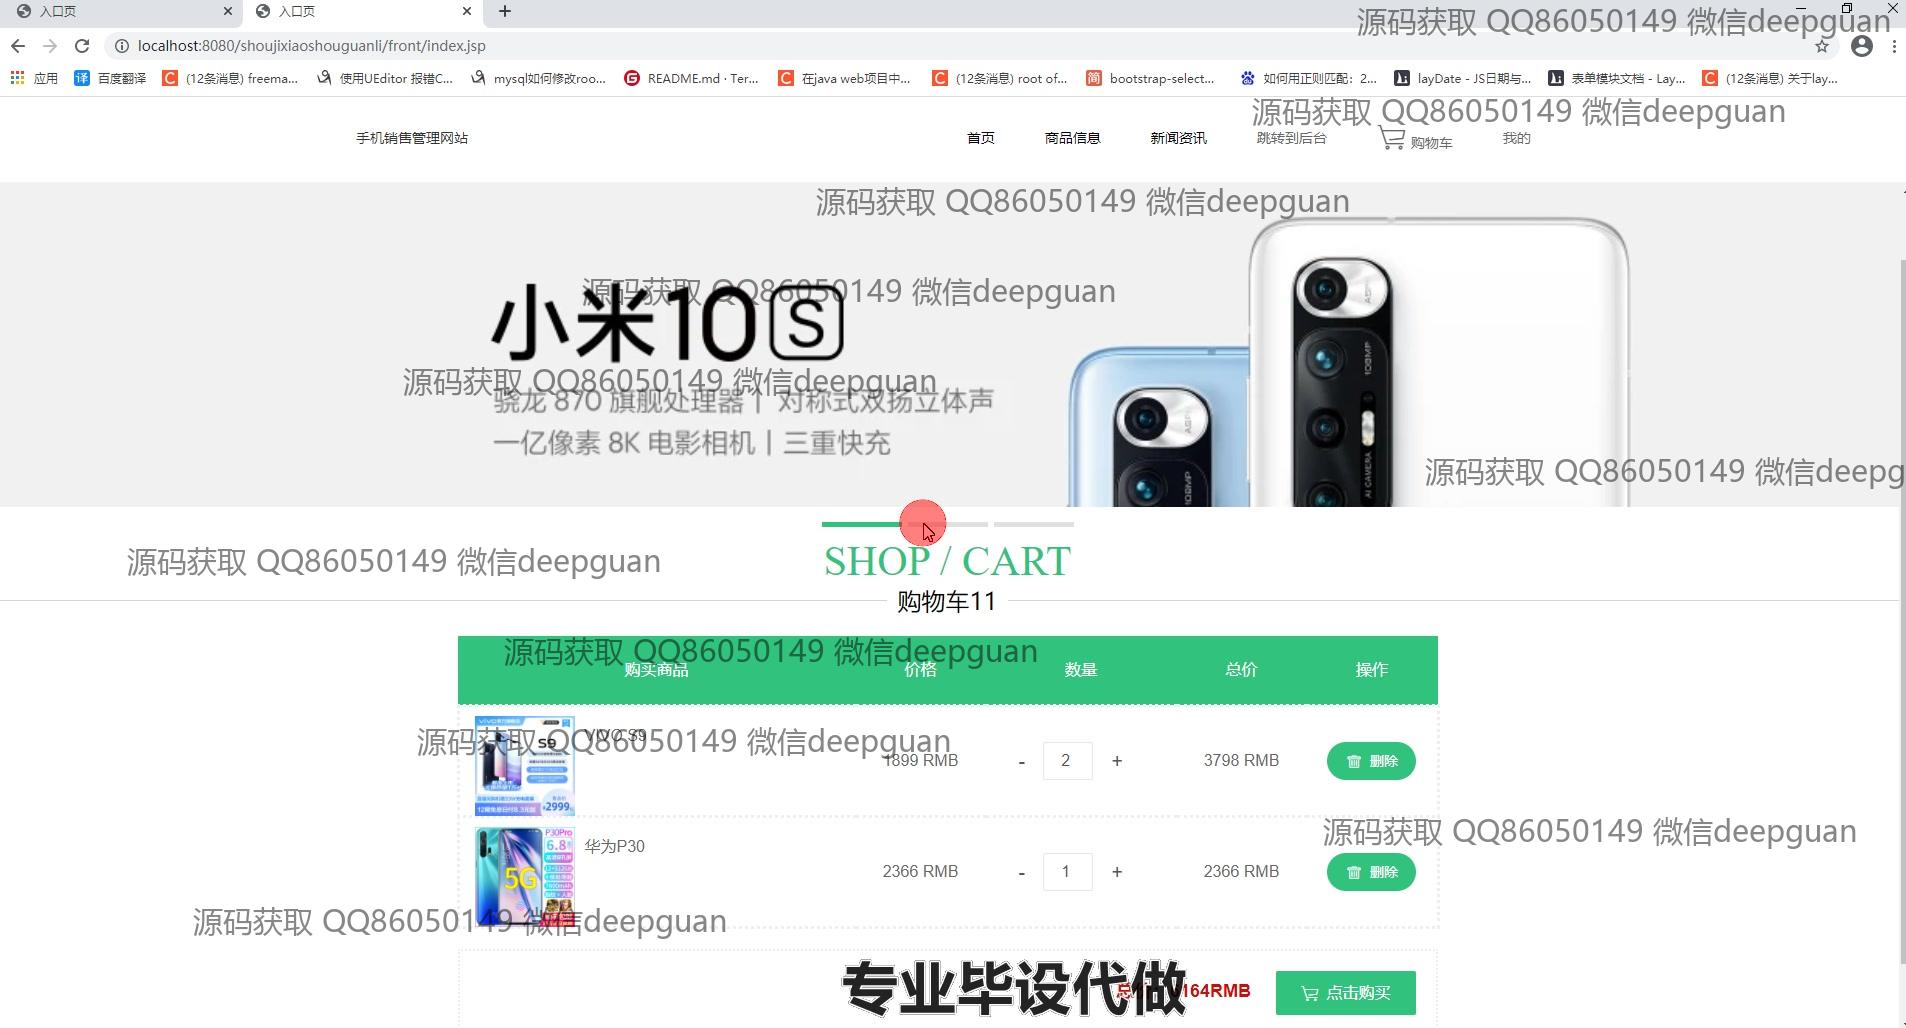 入口页
入口页
源码获取 QQ86050149 微信deepguan
localhost:8080/shoujixiaoshouguanli/front/index.jsp
应用 百度翻译 (12条消息) freema... 使用UEditor 报错C... mysql如何修改roo... README.md · Ter... 在java web项目中... (12条消息) root of... bootstrap-select... 如何用正则匹配：2... layDate - JS日期与... 表单模块文档 - Lay... (12条消息) 关于lay...
源码获取 QQ86050149 微信deepguan
手机销售管理网站 首页 商品信息 新闻资讯 跳转到后台 购物车 我的
源码获取 QQ86050149 微信deepguan
源码获取 QQ86050149 微信deepguan
小米10S
源码获取 QQ86050149 微信deepguan
骁龙 870 旗舰处理器 | 对称式双扬立体声
一亿像素 8K 电影相机 | 三重快充
108MP
AI CAMERA
源码获取 QQ86050149 微信deepg
SHOP / CART
源码获取 QQ86050149 微信deepguan
购物车11
源码获取 QQ86050149 微信deepguan
购买商品 价格 数量 总价 操作
VIVO S9
源码获取 QQ86050149 微信deepguan
1899 RMB - 2 + 3798 RMB 删除
S9
2999
源码获取 QQ86050149 微信deepguan
P30Pro
6.8
5G
华为P30
2366 RMB - 1 + 2366 RMB 删除
源码获取 QQ86050149 微信deepguan
专业毕设代做
164RMB 点击购买